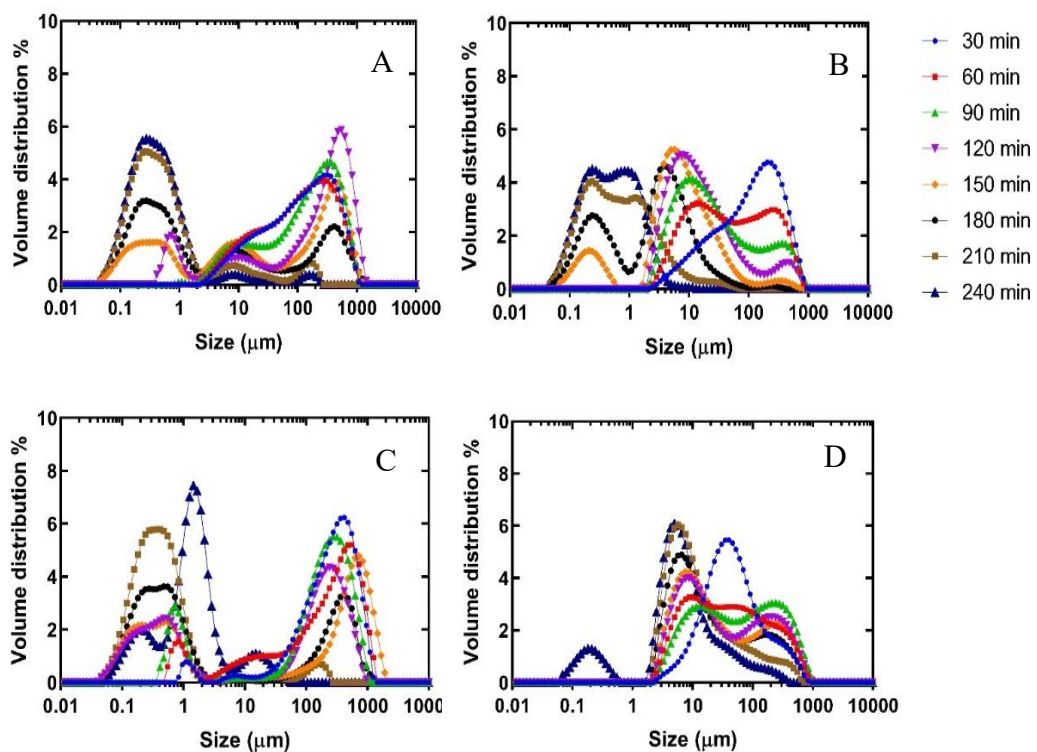 A
Volume distribution %
10
8
6
4
2
0
0.01 0.1 1 10 100 1000 10000
Size (µm)
B
Volume distribution %
10
8
6
4
2
0
0.01 0.1 1 10 100 1000 10000
Size (µm)
30 min
60 min
90 min
120 min
150 min
180 min
210 min
240 min
C
Volume distribution %
10
8
6
4
2
0
0.01 0.1 1 10 100 1000 1000
Size (µm)
D
Volume distribution %
10
8
6
4
2
0
0.01 0.1 1 10 100 1000 10000
Size (µm)